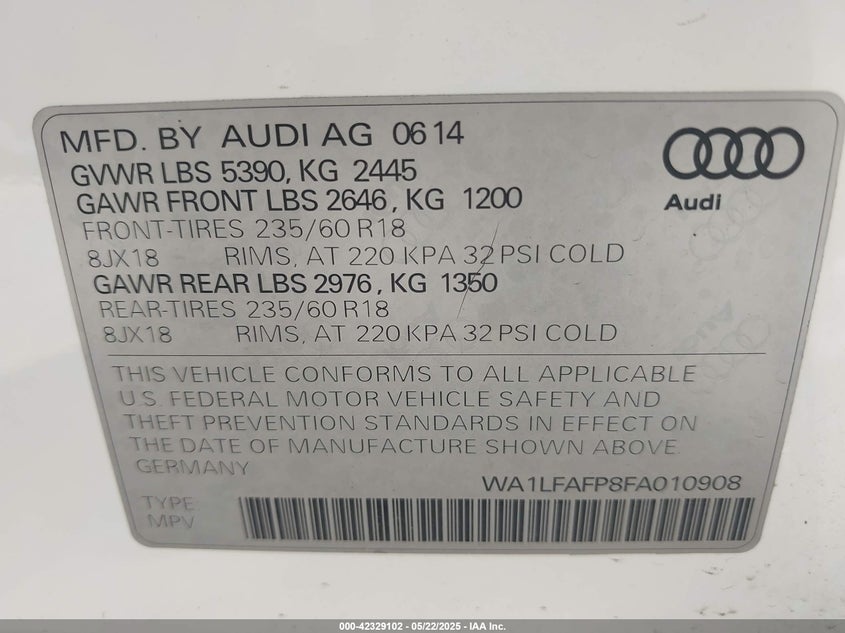 MFD. BY AUDI AG 06 14
GVWR LBS 5390, KG 2445
GAWR FRONT LBS 2646, KG 1200
FRONT-TIRES 235/60 R18
8JX18 RIMS, AT 220 KPA 32 PSI COLD
GAWR REAR LBS 2976, KG 1350
REAR-TIRES 235/60 R18
8JX18 RIMS, AT 220 KPA 32 PSI COLD
Audi
THIS VEHICLE CONFORMS TO ALL APPLICABLE
U.S. FEDERAL MOTOR VEHICLE SAFETY AND
THEFT PREVENTION STANDARDS IN EFFECT ON
THE DATE OF MANUFACTURE SHOWN ABOVE.
GERMANY
WA1LFAFP8FA010908
TYPE
MPV
000-42329102 - 05/22/2025 - IAA Inc.